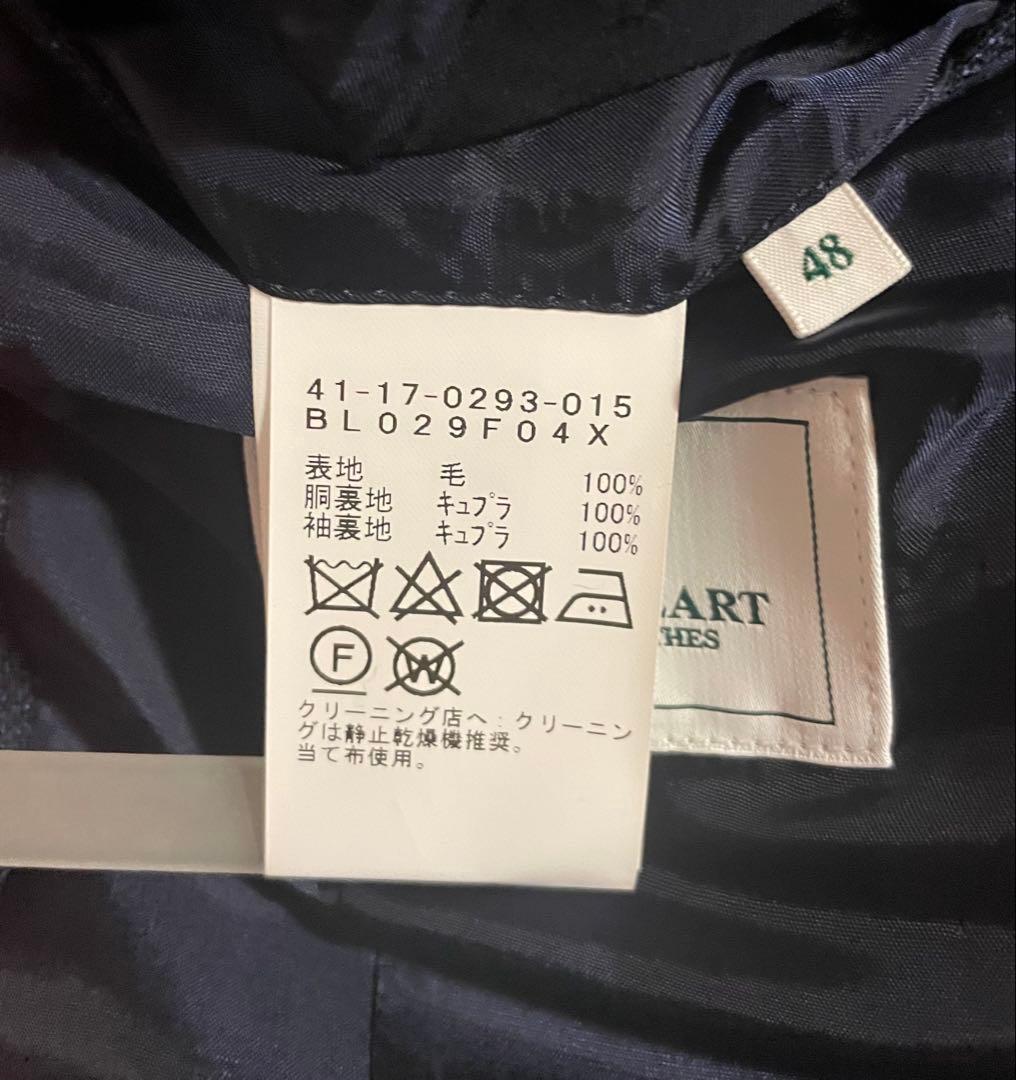 48
41-17-0293-015
BL029F04X
表地 毛 100%
胴裏地 キュプラ 100%
袖裏地 キュプラ 100%
F
W
クリーニング店へ:クリーニン
グは静止乾燥機推奨。
当て布使用。